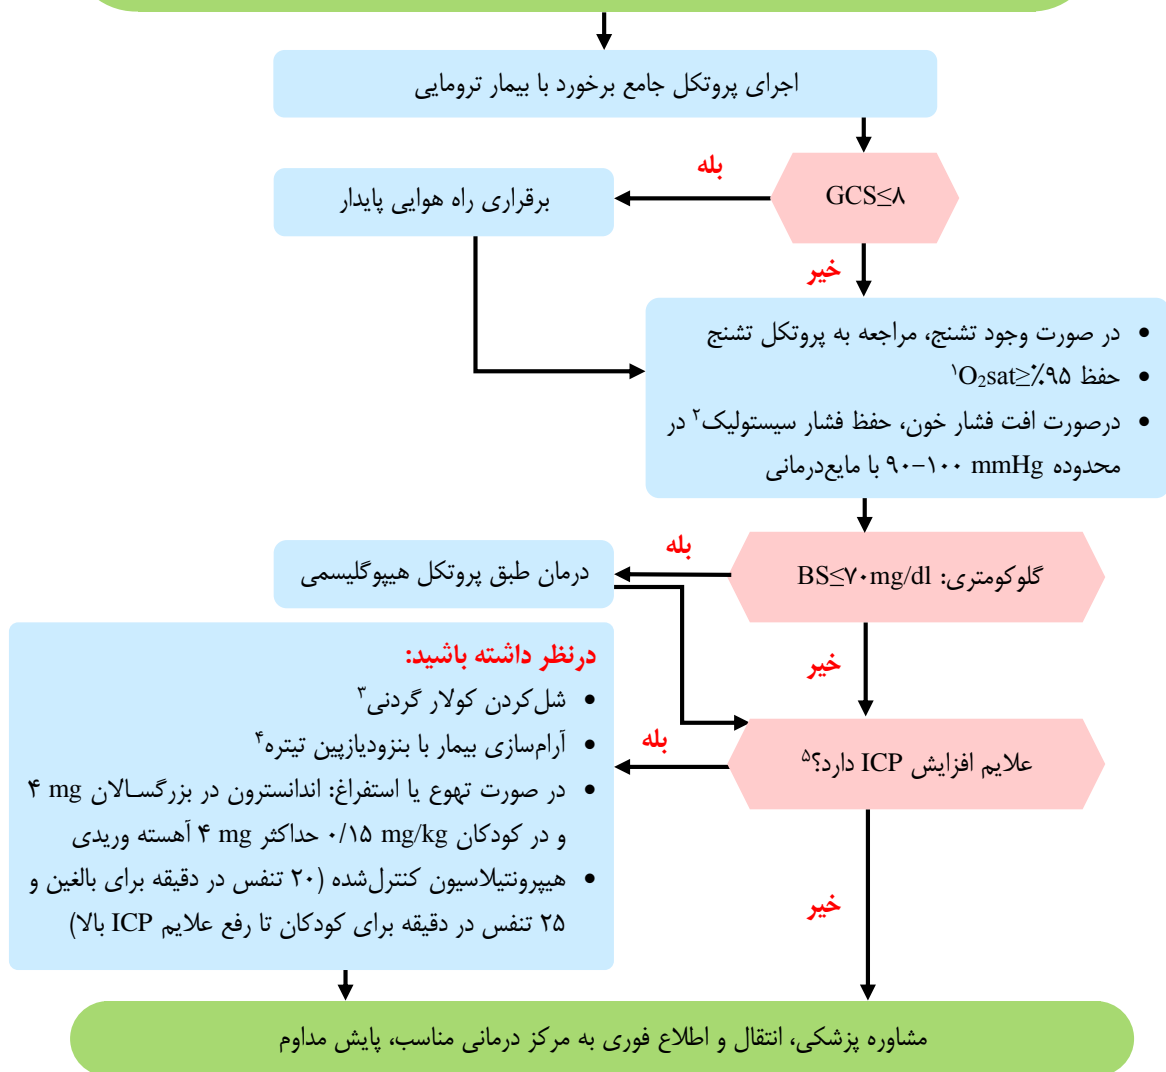 اجرای پروتکل جامع برخورد با بیمار ترومایی
GCS≤۸
بله
برقراری راه هوایی پایدار
خیر
• در صورت وجود تشنج، مراجعه به پروتکل تشنج
• حفظ O₂sat≥٪۹۵¹
• درصورت افت فشار خون، حفظ فشار سیستولیک² در
محدوده ۹۰-۱۰۰ mmHg با مایع‌درمانی
گلوکومتری: BS≤۷۰mg/dl
بله
درمان طبق پروتکل هیپوگلیسمی
خیر
علایم افزایش ICP دارد؟⁵
بله
درنظر داشته باشید:
• شل‌کردن کولار گردنی³
• آرام‌سازی بیمار با بنزودیازپین تیتره⁴
• در صورت تهوع یا استفراغ: اندانسترون در بزرگسـالان ۴ mg
و در کودکان ۰/۱۵ mg/kg حداکثر ۴ mg آهسته وریدی
• هیپرونتیلاسیون کنترل‌شده (۲۰ تنفس در دقیقه برای بالغین و
۲۵ تنفس در دقیقه برای کودکان تا رفع علایم ICP بالا)
خیر
مشاوره پزشکی، انتقال و اطلاع فوری به مرکز درمانی مناسب، پایش مداوم